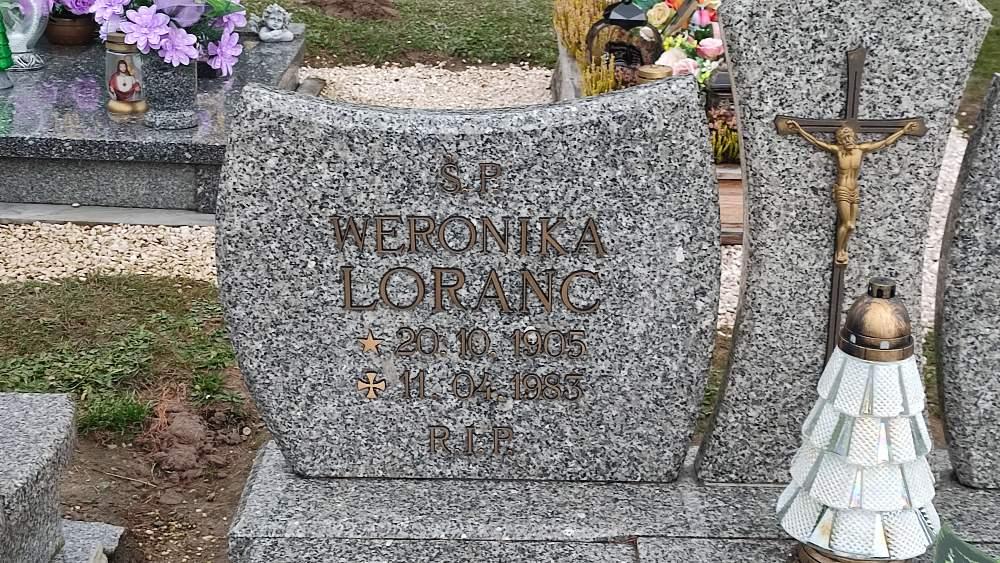 Ś. P.
WERONIKA
LORANC
20. 10. 1905
11. 04. 1983
R.I.P.